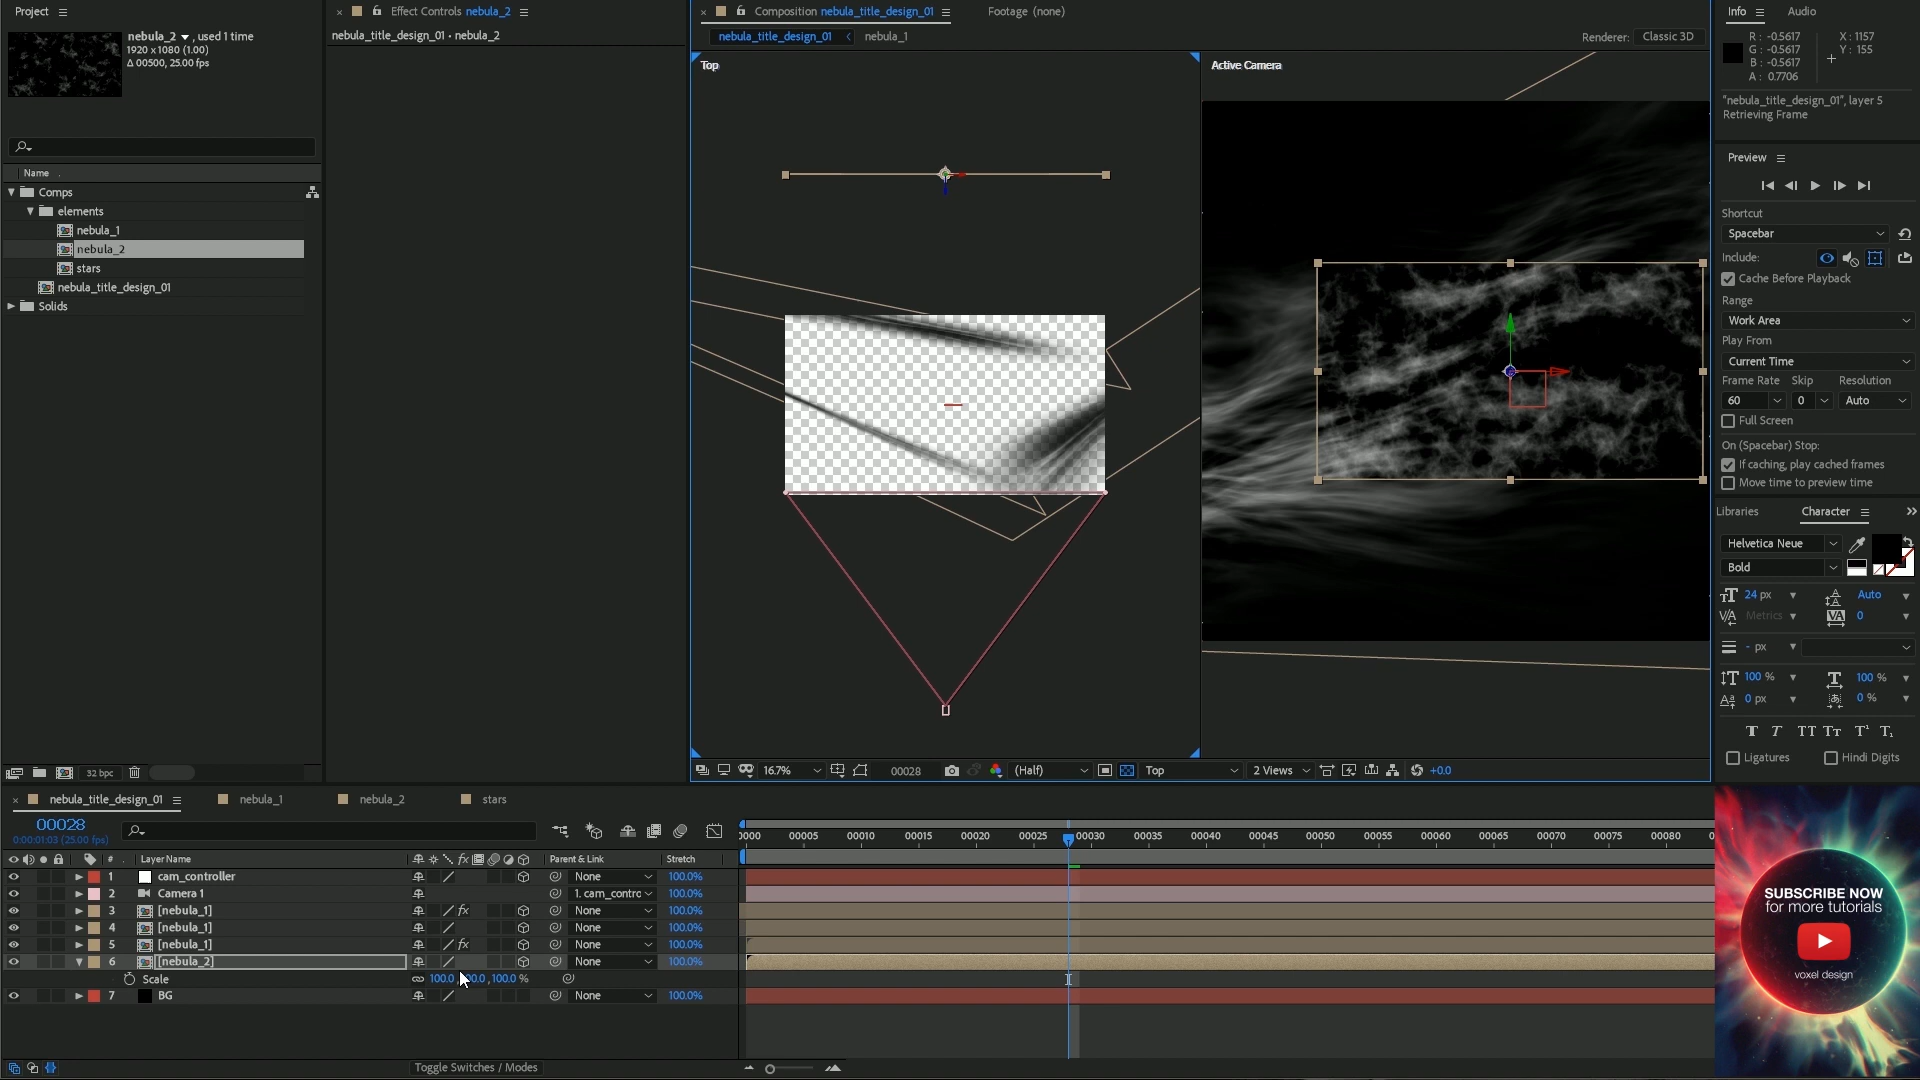 Project
nebula_2 , used 1 time
1920 x 1080 (1.00)
Δ 00500, 25.00 fps
Name
Comps
elements
nebula_1
nebula_2
stars
nebula_title_design_01
Solids
32 bpc
Effect Controls nebula_2
nebula_title_design_01 • nebula_2
Composition nebula_title_design_01
Footage (none)
nebula_title_design_01
nebula_1
Renderer:
Classic 3D
Top
Active Camera
16.7%
00028
(Half)
Top
2 Views
+0.0
Info
Audio
R : -0.5617
G : -0.5617
B : -0.5617
A : 0.7706
X : 1157
Y : 155
"nebula_title_design_01", layer 5
Retrieving Frame
Preview
Shortcut
Spacebar
Include:
Cache Before Playback
Range
Work Area
Play From
Current Time
Frame Rate Skip Resolution
60 0 Auto
Full Screen
On (Spacebar) Stop:
If caching, play cached frames
Move time to preview time
Libraries
Character
Helvetica Neue
Bold
24 px
Auto
Metrics
0
- px
100 %
100 %
0 px
0 %
Ligatures
Hindi Digits
nebula_title_design_01
nebula_1
nebula_2
stars
00028
0:00:01:03 (25.00 fps)
0000 00005 00010 00015 00020 00025 00030 00035 00040 00045 00050 00055 00060 00065 00070 00075 00080
# Layer Name Parent & Link Stretch
1 cam_controller None 100.0%
2 Camera 1 1. cam_contro 100.0%
3 [nebula_1] None 100.0%
4 [nebula_1] None 100.0%
5 [nebula_1] None 100.0%
6 [nebula_2] None 100.0%
Scale 100.0, 00.0, 100.0 %
7 BG None 100.0%
Toggle Switches / Modes
SUBSCRIBE NOW
for more tutorials
voxel design